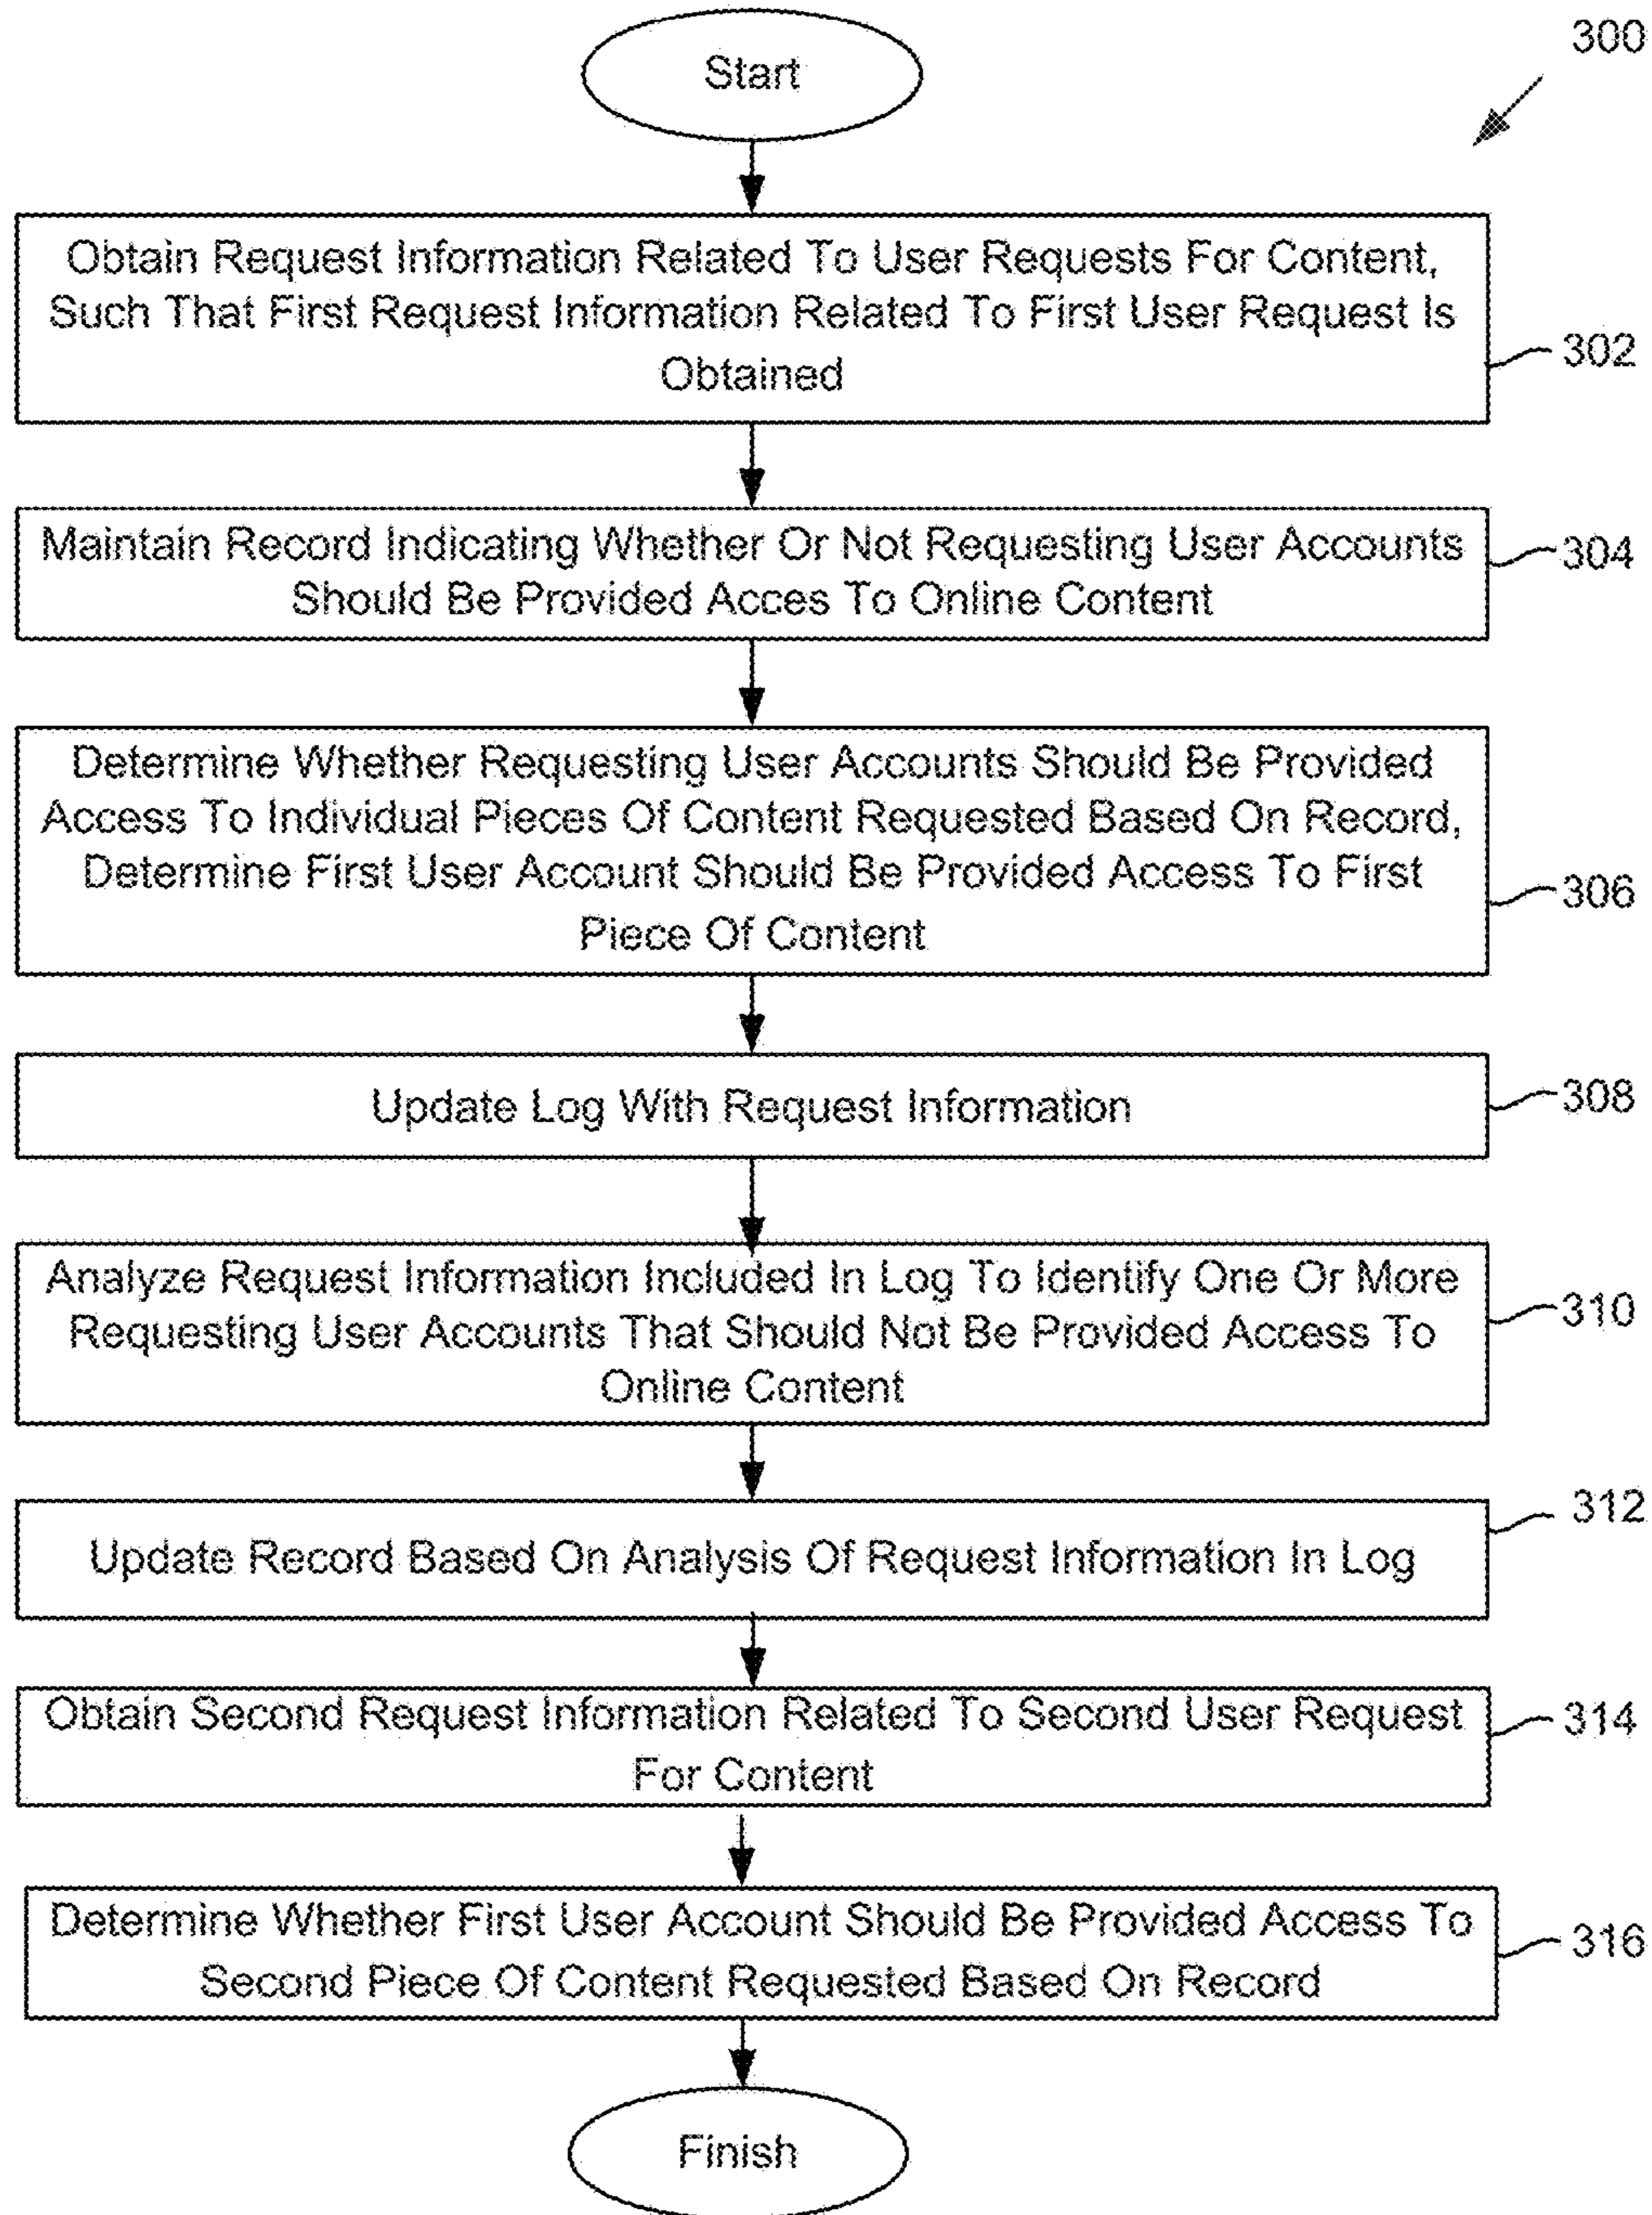 Start
300
Obtain Request Information Related To User Requests For Content,
Such That First Request Information Related To First User Request Is
Obtained
302
Maintain Record Indicating Whether Or Not Requesting User Accounts
Should Be Provided Acces To Online Content
304
Determine Whether Requesting User Accounts Should Be Provided
Access To Individual Pieces Of Content Requested Based On Record,
Determine First User Account Should Be Provided Access To First
Piece Of Content
306
Update Log With Request Information
308
Analyze Request Information Included In Log To Identify One Or More
Requesting User Accounts That Should Not Be Provided Access To
Online Content
310
Update Record Based On Analysis Of Request Information In Log
312
Obtain Second Request Information Related To Second User Request
For Content
314
Determine Whether First User Account Should Be Provided Access To
Second Piece Of Content Requested Based On Record
316
Finish